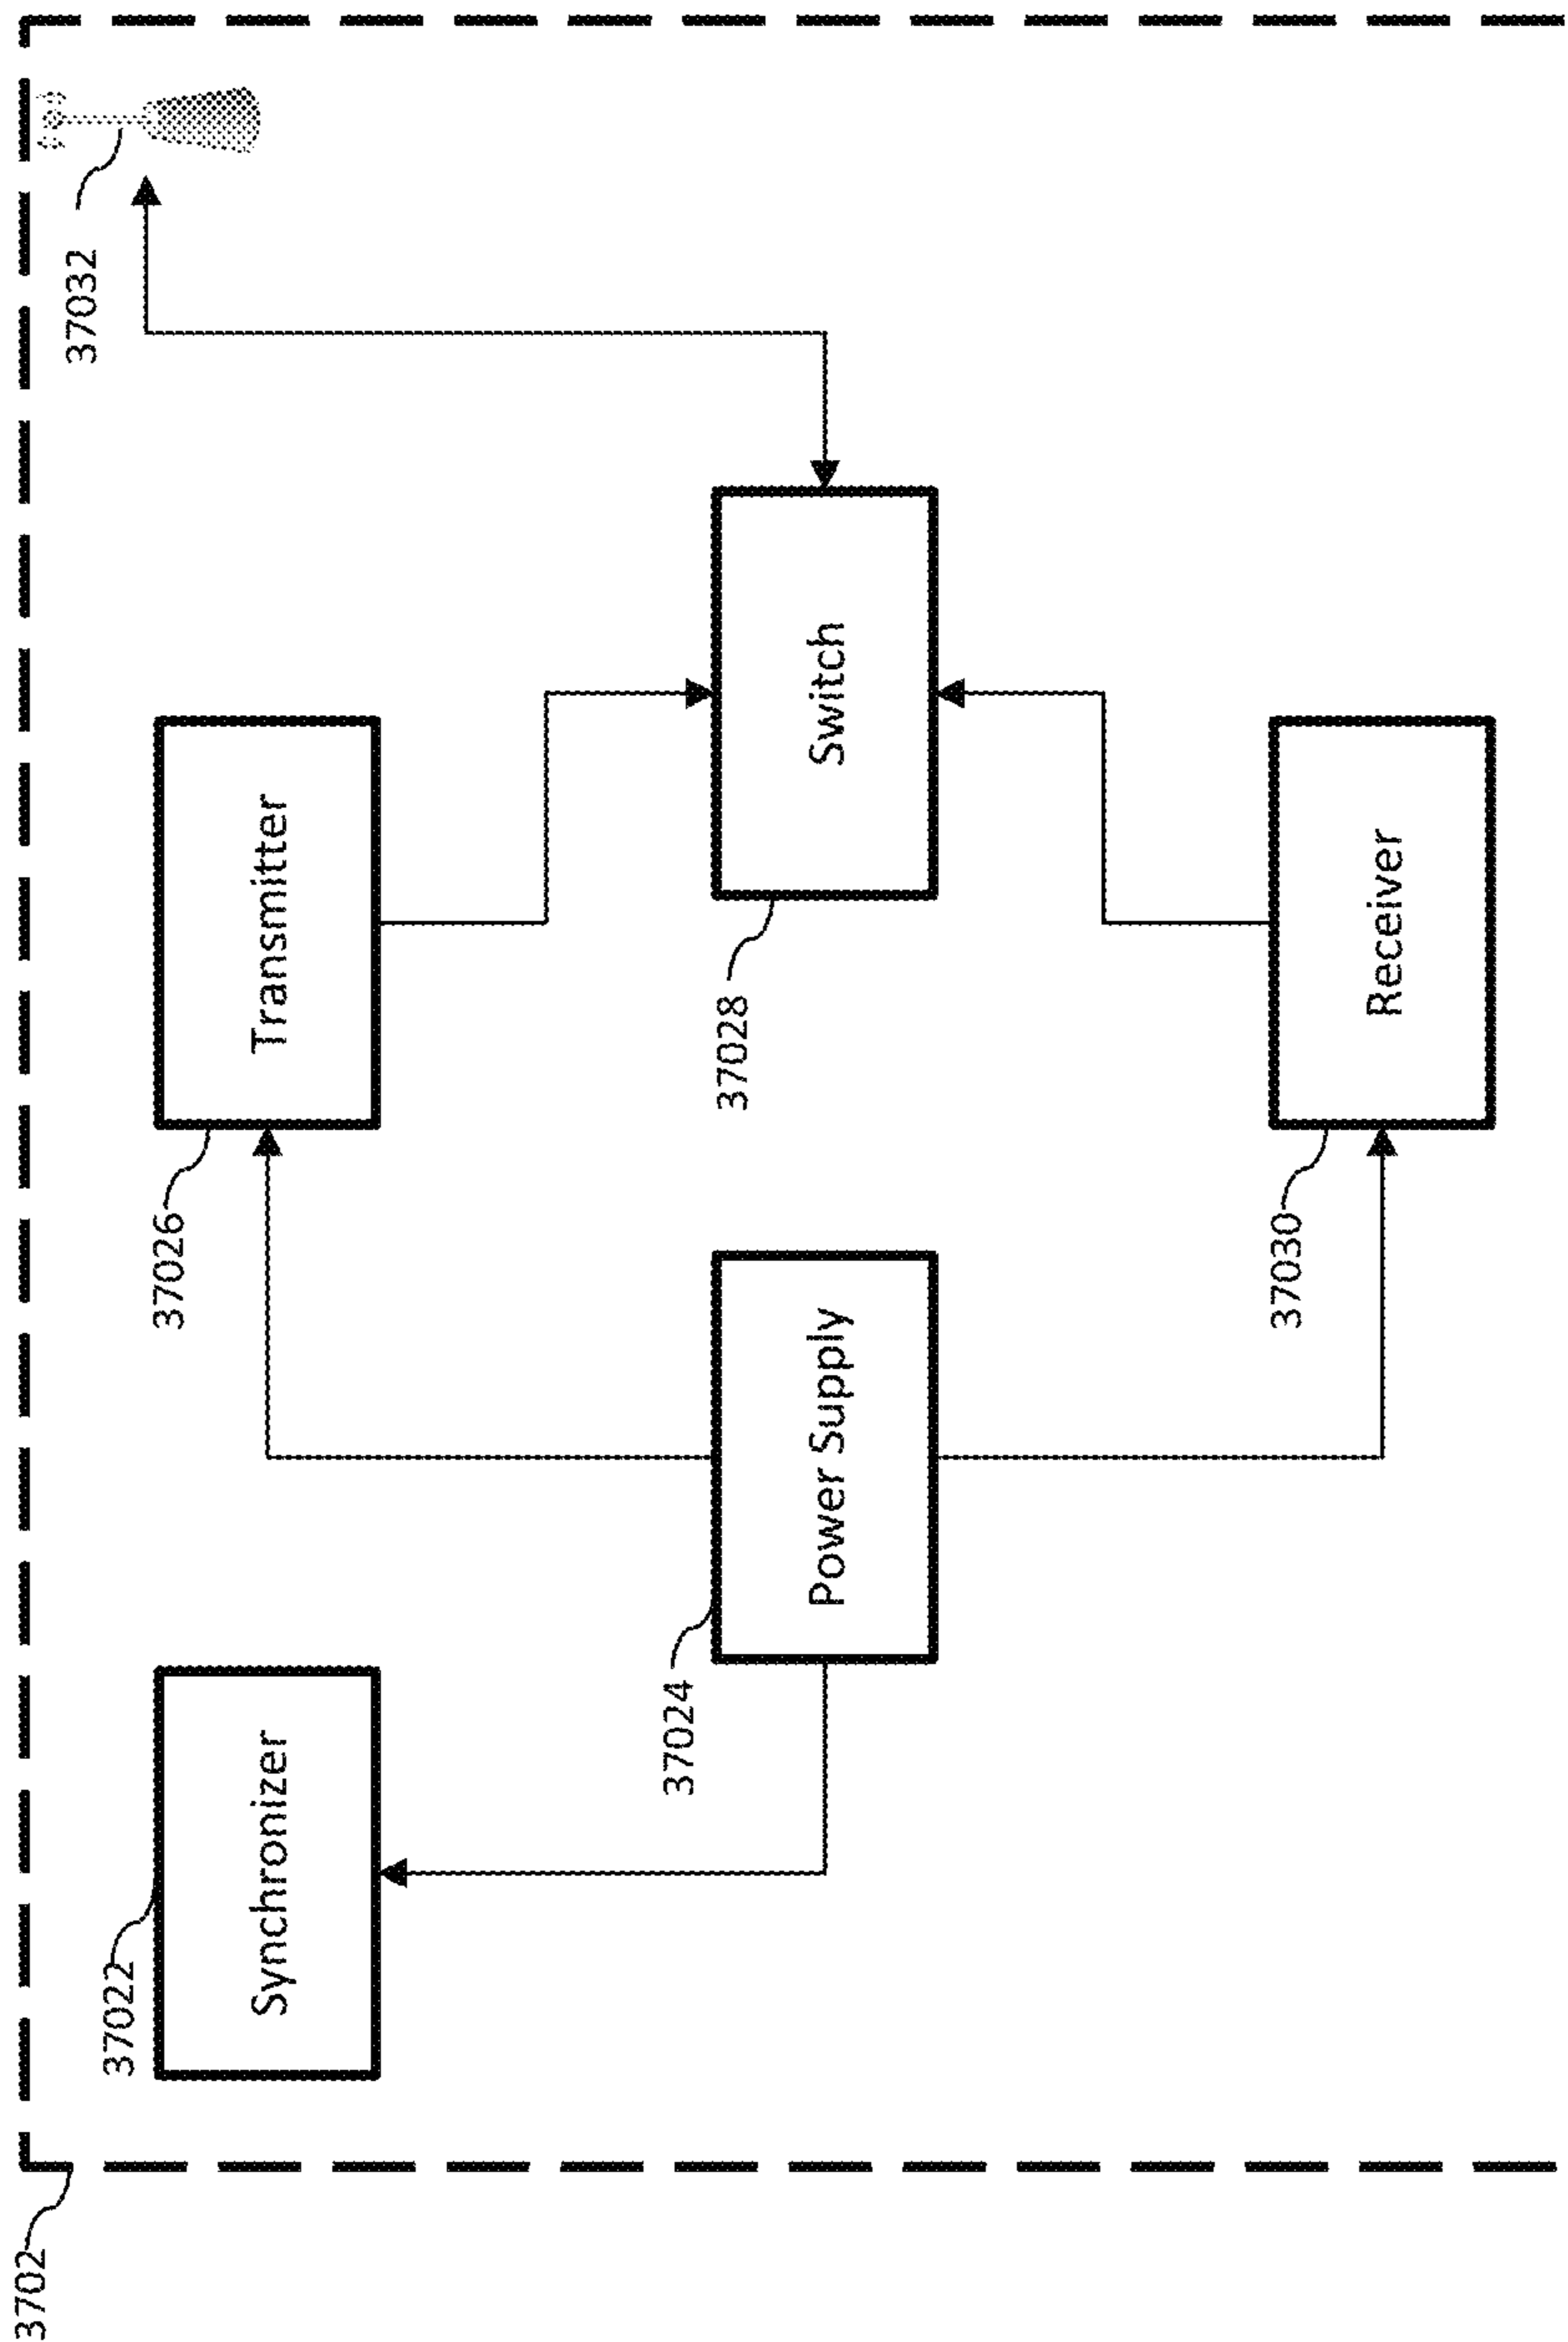 3702
37022
Synchronizer
37026
Transmitter
37032
37024
Power Supply
37028
Switch
37030
Receiver